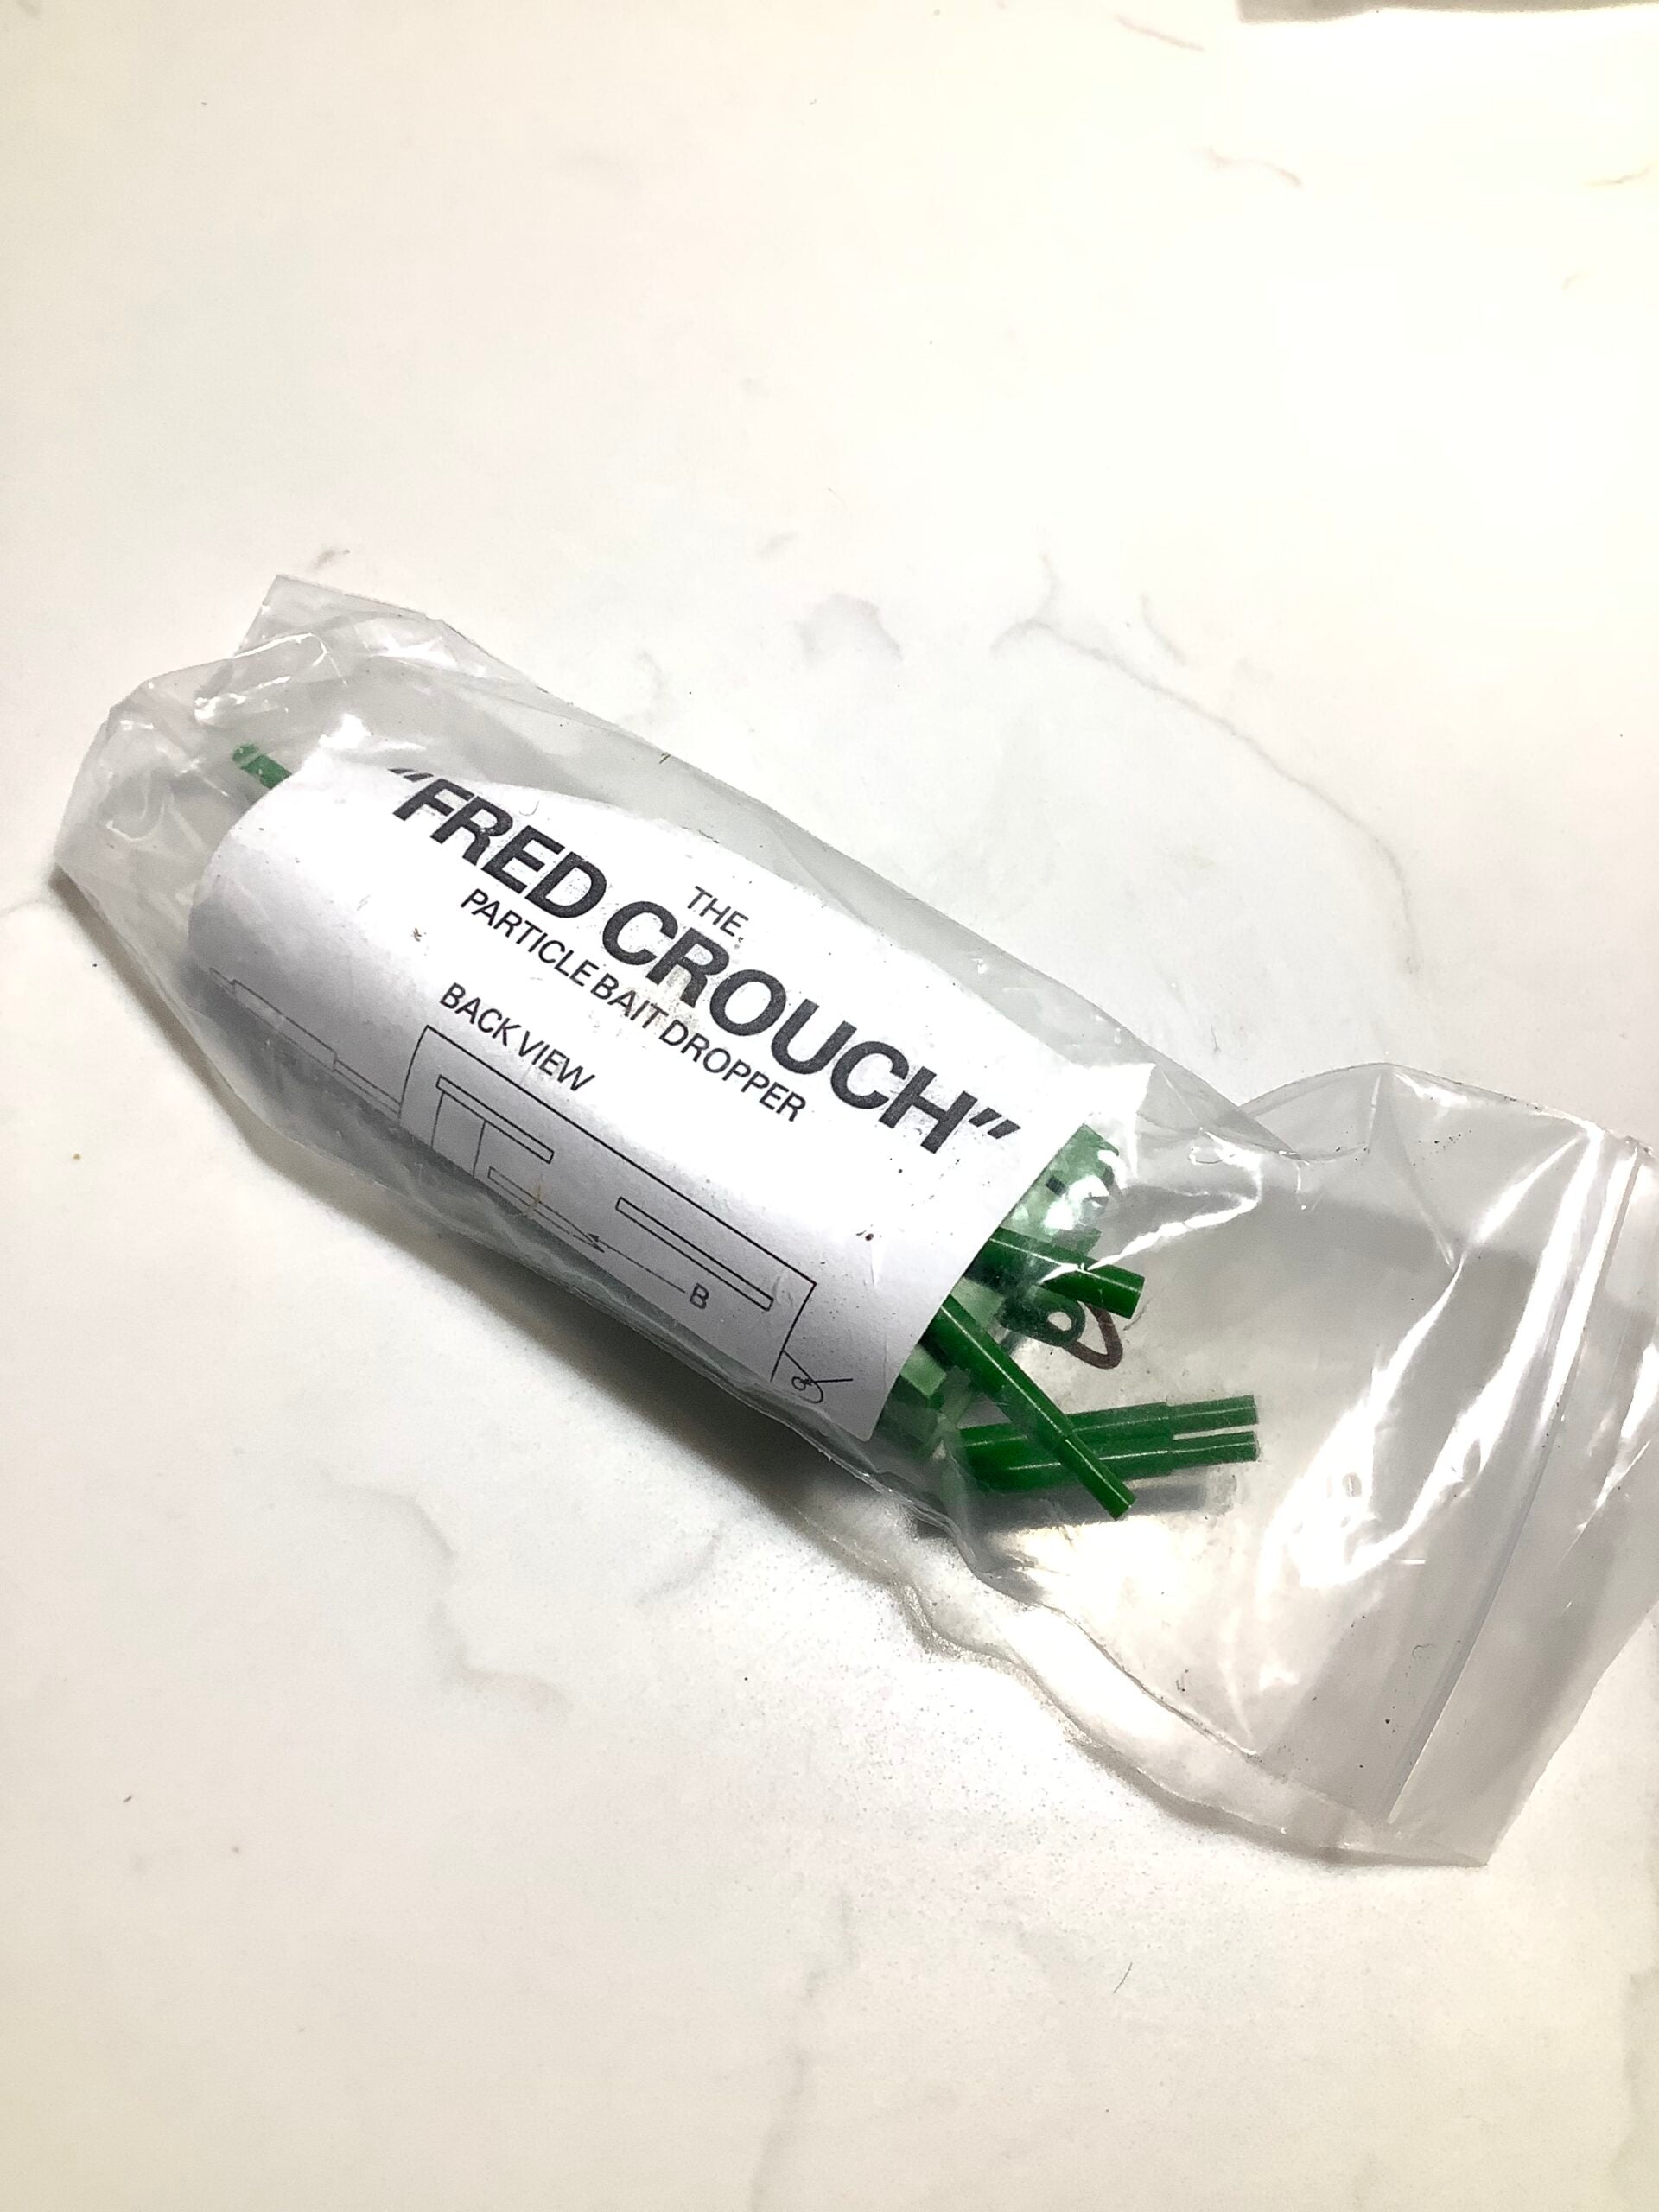 THE
"FRED CROUCH"
PARTICLE BAIT DROPPER
BACK VIEW
B